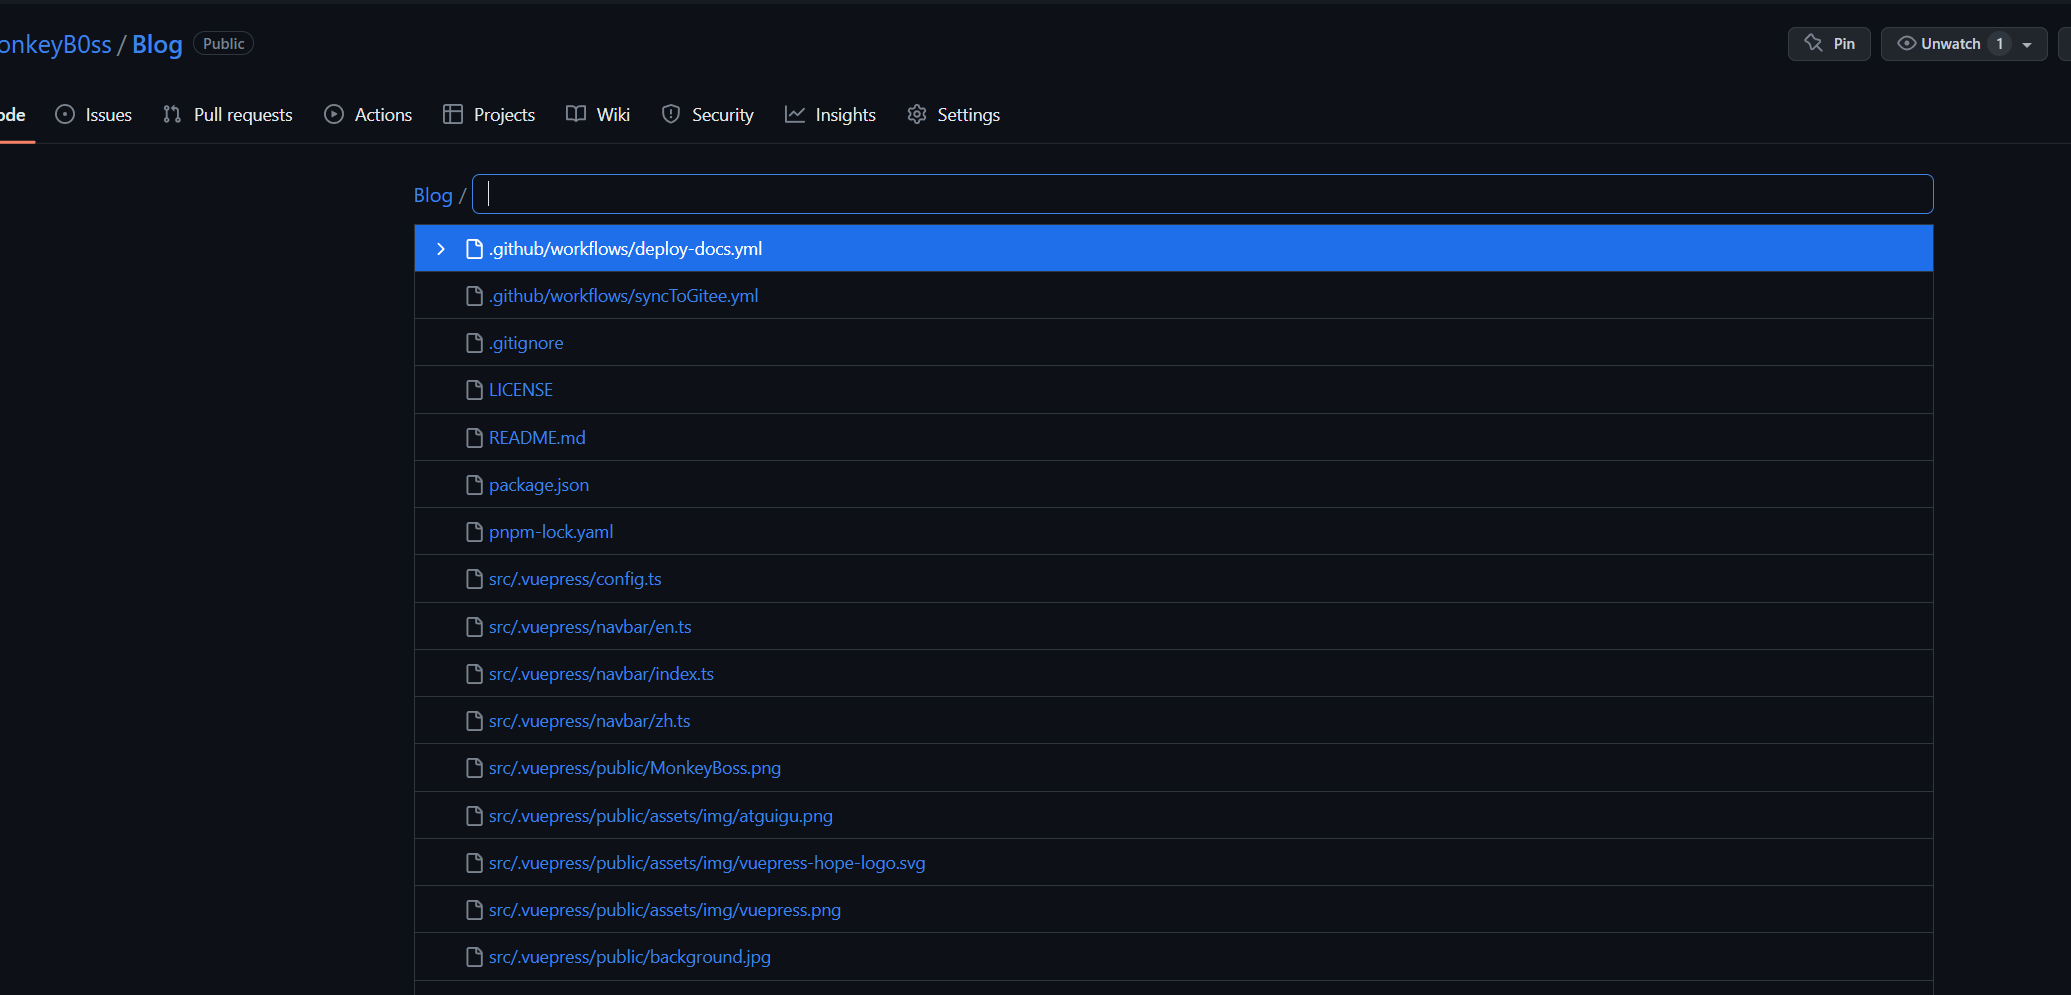 onkeyB0ss / Blog Public Pin Unwatch 1
ode Issues Pull requests Actions Projects Wiki Security Insights Settings
Blog /
.github/workflows/deploy-docs.yml
.github/workflows/syncToGitee.yml
.gitignore
LICENSE
README.md
package.json
pnpm-lock.yaml
src/.vuepress/config.ts
src/.vuepress/navbar/en.ts
src/.vuepress/navbar/index.ts
src/.vuepress/navbar/zh.ts
src/.vuepress/public/MonkeyBoss.png
src/.vuepress/public/assets/img/atguigu.png
src/.vuepress/public/assets/img/vuepress-hope-logo.svg
src/.vuepress/public/assets/img/vuepress.png
src/.vuepress/public/background.jpg